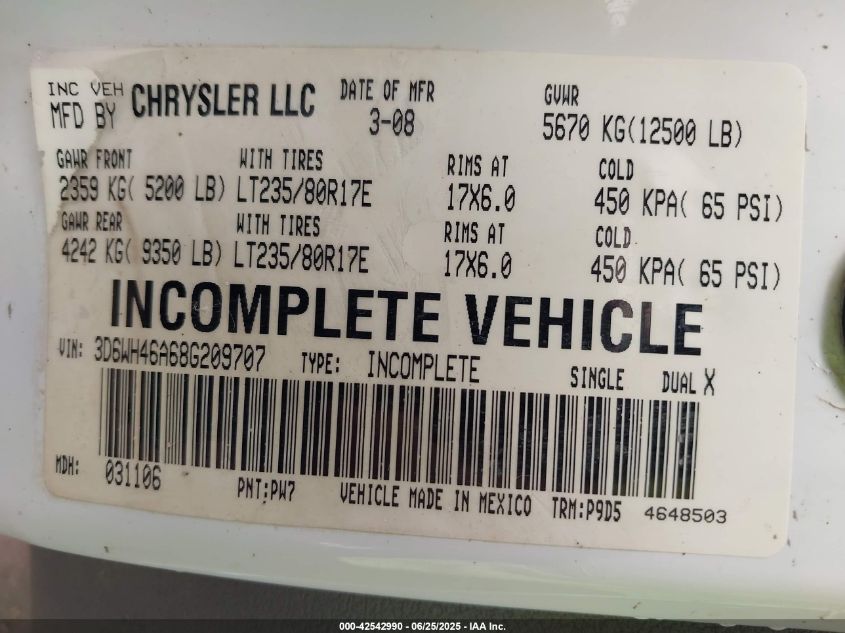 INC VEH
MFD BY CHRYSLER LLC DATE OF MFR 3-08 GVWR 5670 KG(12500 LB)
GAWR FRONT WITH TIRES RIMS AT COLD
2359 KG( 5200 LB) LT235/80R17E 17X6.0 450 KPA( 65 PSI)
GAWR REAR WITH TIRES RIMS AT COLD
4242 KG( 9350 LB) LT235/80R17E 17X6.0 450 KPA( 65 PSI)
INCOMPLETE VEHICLE
VIN: 3D6WH46A68G209707 TYPE: INCOMPLETE SINGLE DUAL X
MDH: 031106
PNT:PW7 VEHICLE MADE IN MEXICO TRM:P9D5 4648503
000-42542990 - 06/25/2025 - IAA Inc.